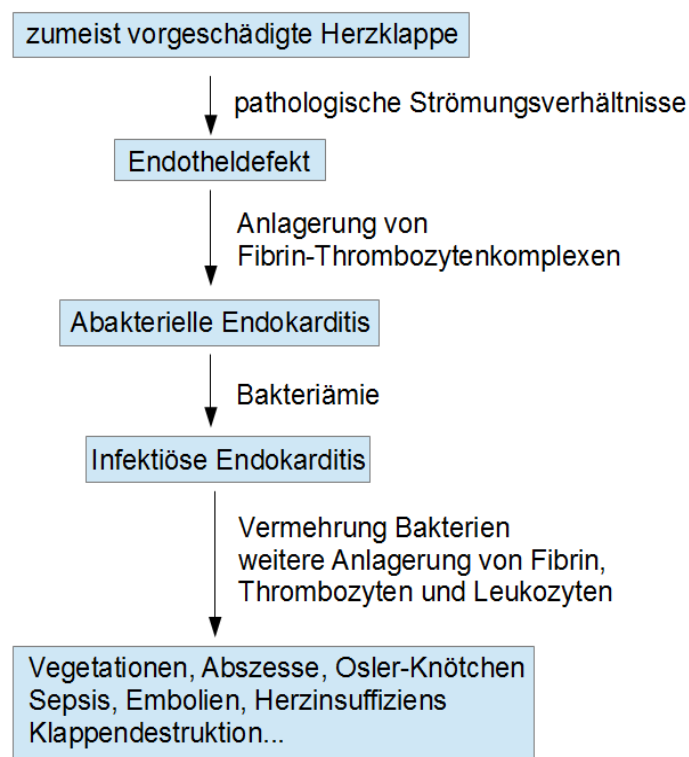 zumeist vorgeschädigte Herzklappe
pathologische Strömungsverhältnisse
Endotheldefekt
Anlagerung von
Fibrin-Thrombozytenkomplexen
Abakterielle Endokarditis
Bakteriämie
Infektiöse Endokarditis
Vermehrung Bakterien
weitere Anlagerung von Fibrin,
Thrombozyten und Leukozyten
Vegetationen, Abszesse, Osler-Knötchen
Sepsis, Embolien, Herzinsuffiziens
Klappendestruktion...